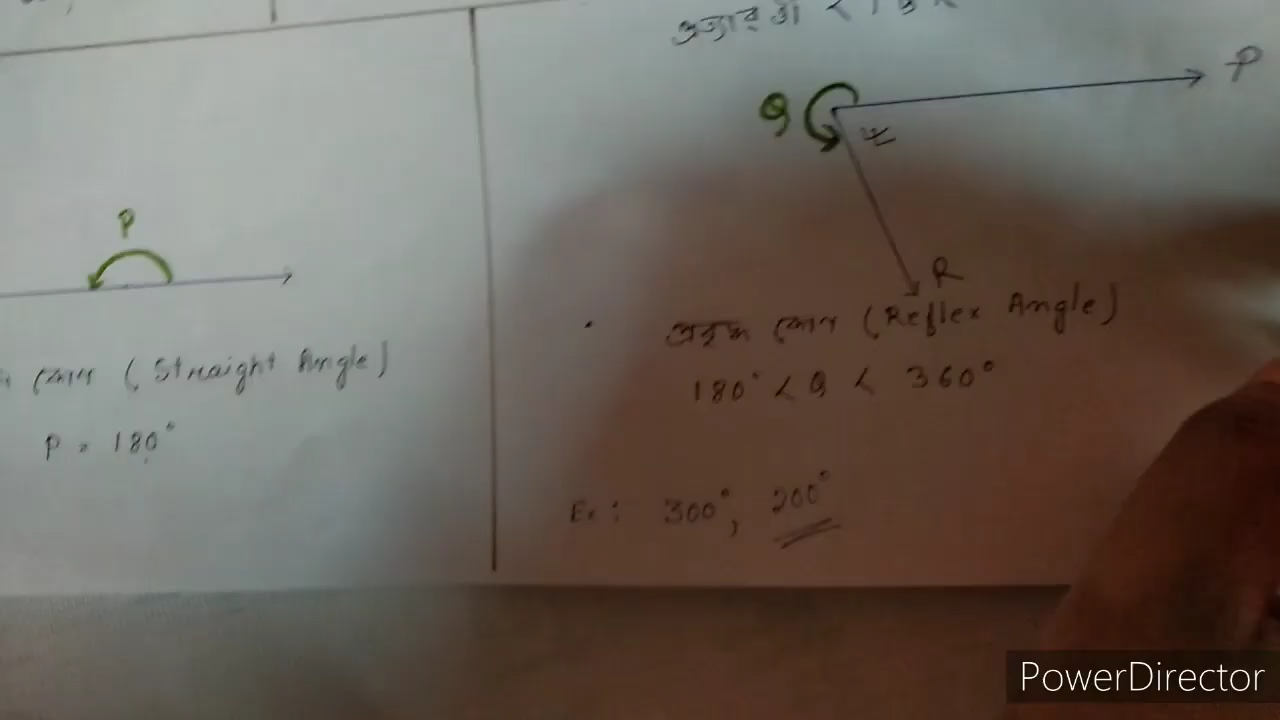 P
কোণ (Straight Angle)
P = 180°
Q
P
R
প্রবৃদ্ধ কোণ (Reflex Angle)
180° < Q < 360°
Ex: 300°, 200°
PowerDirector